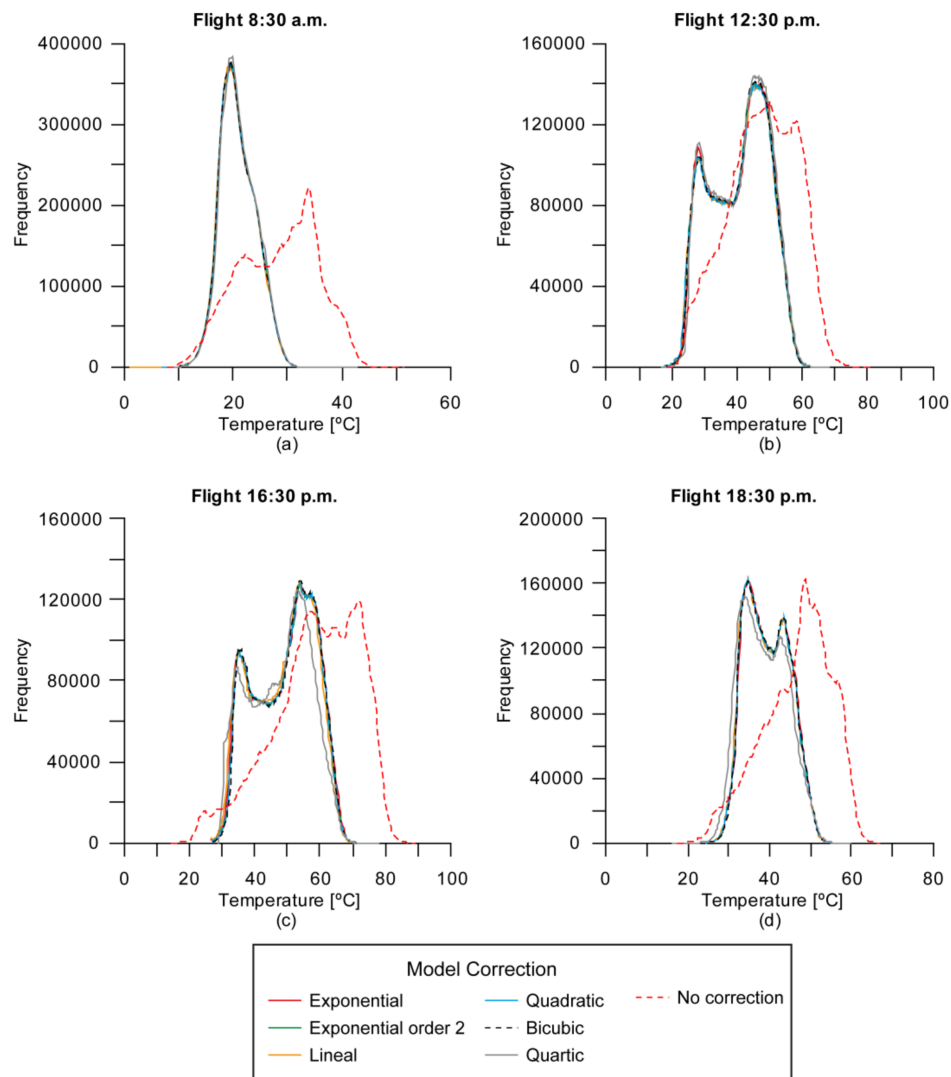 Flight 8:30 a.m.
400000
300000
200000
100000
0
Frequency
0 20 40 60
Temperature [ºC]
(a)
Flight 12:30 p.m.
160000
120000
80000
40000
0
Frequency
0 20 40 60 80 100
Temperature [ºC]
(b)
Flight 16:30 p.m.
160000
120000
80000
40000
0
Frequency
0 20 40 60 80 100
Temperature [ºC]
(c)
Flight 18:30 p.m.
200000
160000
120000
80000
40000
0
Frequency
0 20 40 60 80
Temperature [ºC]
(d)
Model Correction
Exponential Quadratic No correction
Exponential order 2 Bicubic
Lineal Quartic